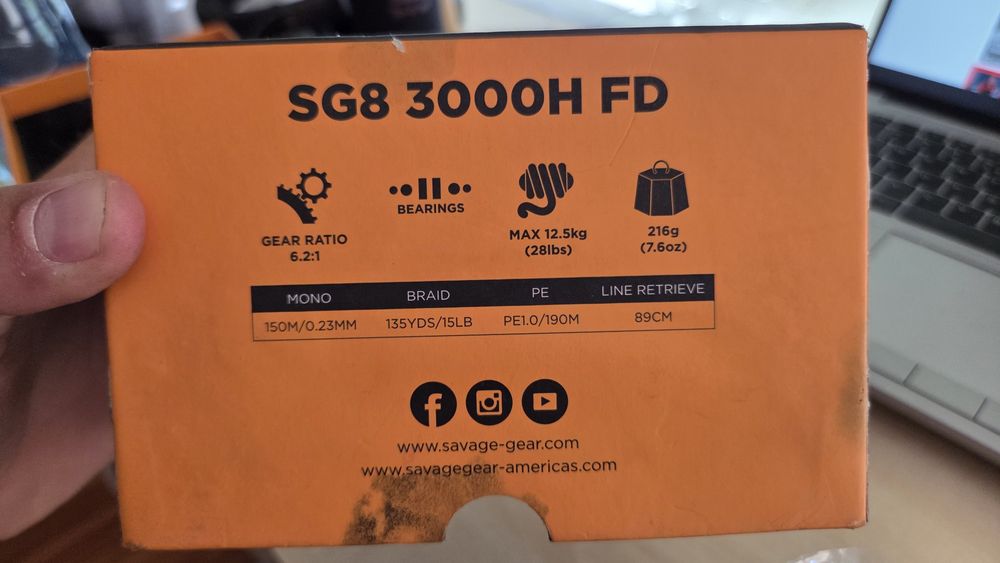 SG8 3000H FD
GEAR RATIO
6.2:1
BEARINGS
MAX 12.5kg
(28lbs)
216g
(7.6oz)
MONO BRAID PE LINE RETRIEVE
150M/0.23MM 135YDS/15LB PE1.0/190M 89CM
www.savage-gear.com
www.savagegear-americas.com